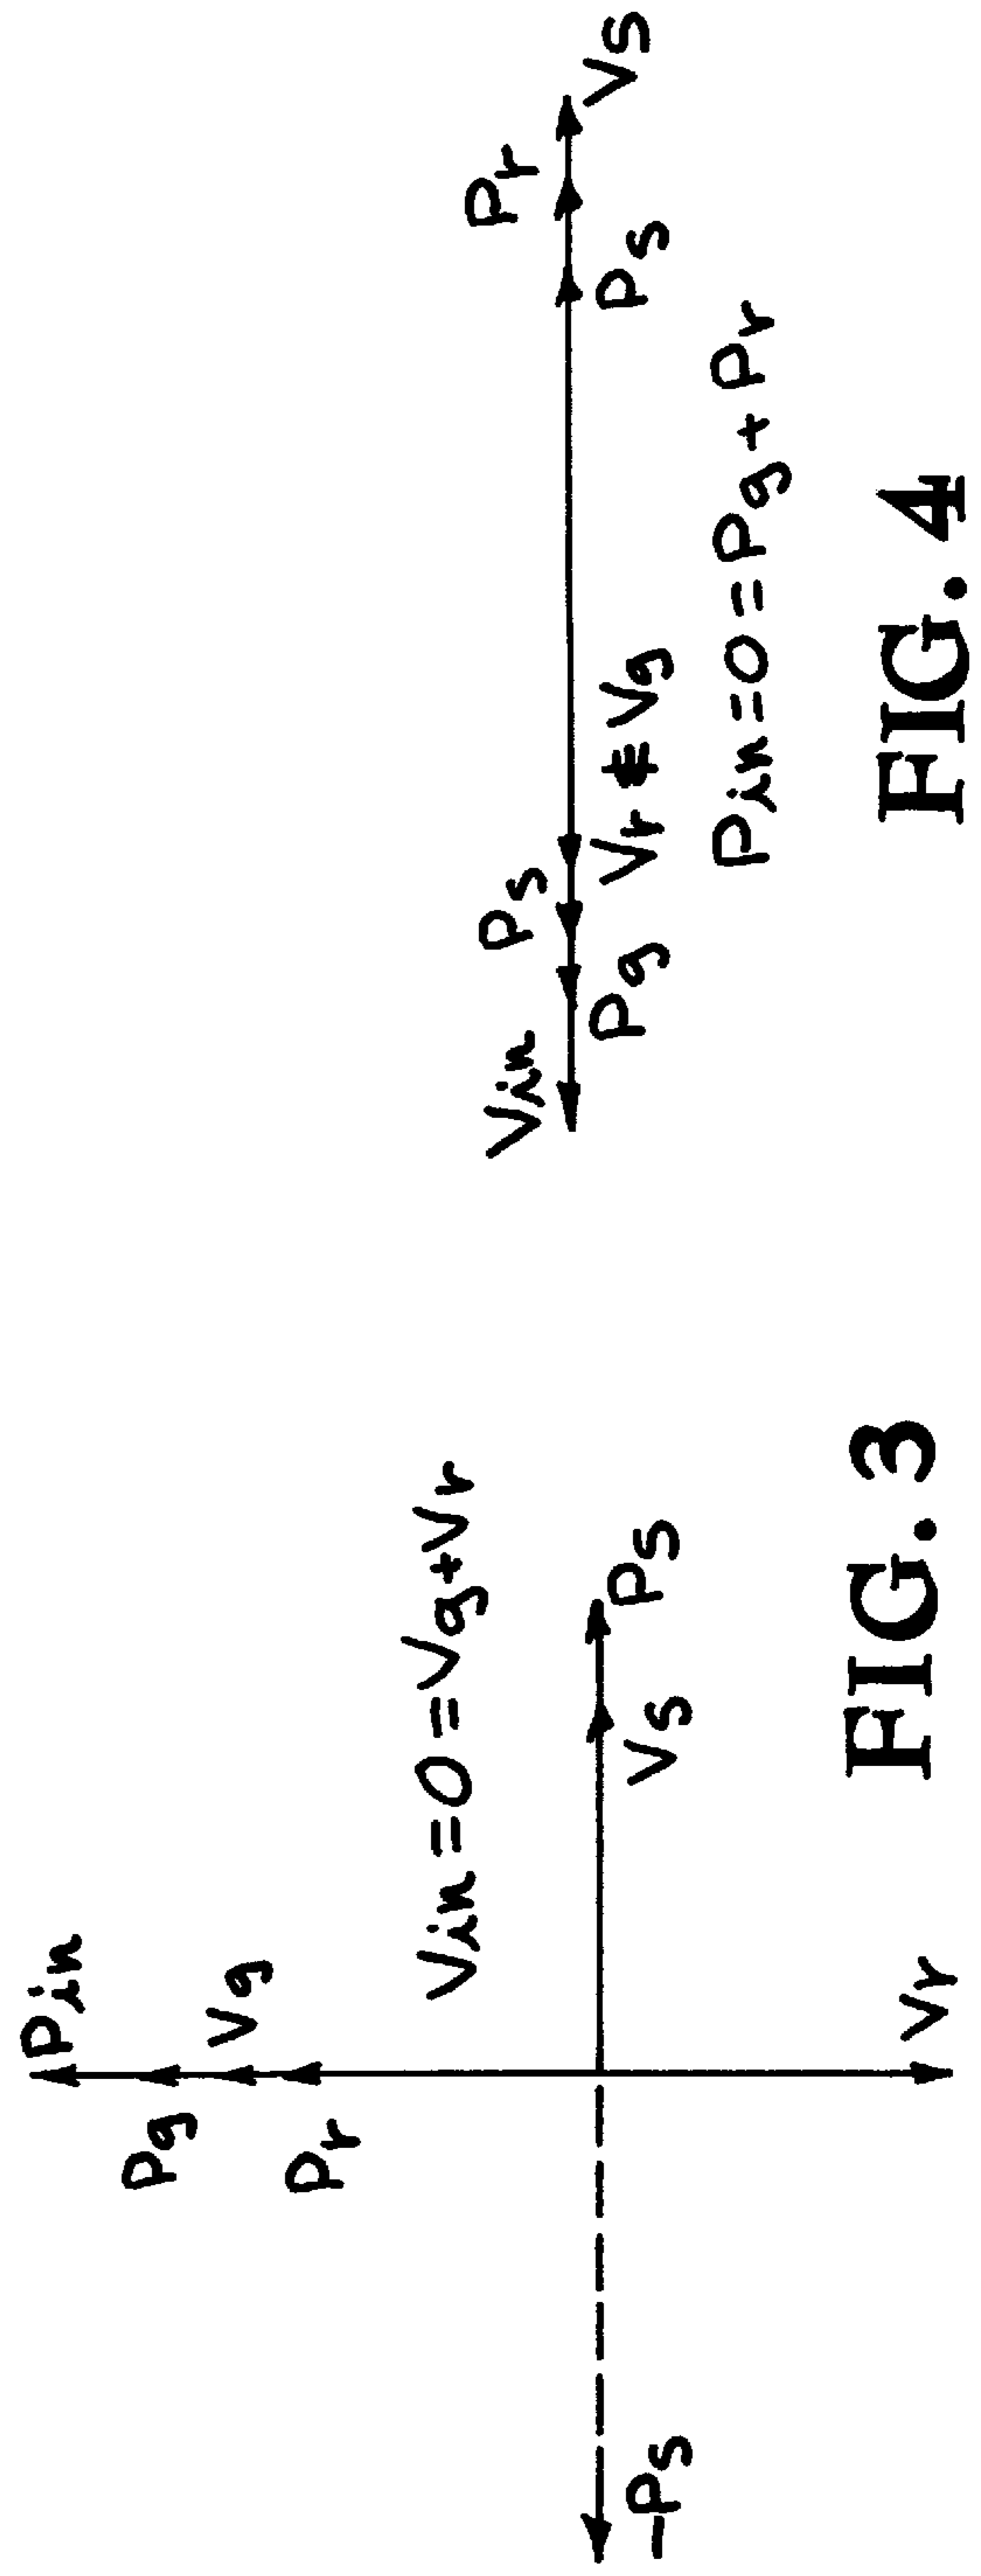 Pin
Pg
Vg
Pr
Vin=0=Vg+Vr
-Ps
Vs
Ps
Vr
FIG. 3
Vin
Ps
Pr
Pg
Vr & Vg
Ps
Vs
Pin=0=Pg+Pr
FIG. 4